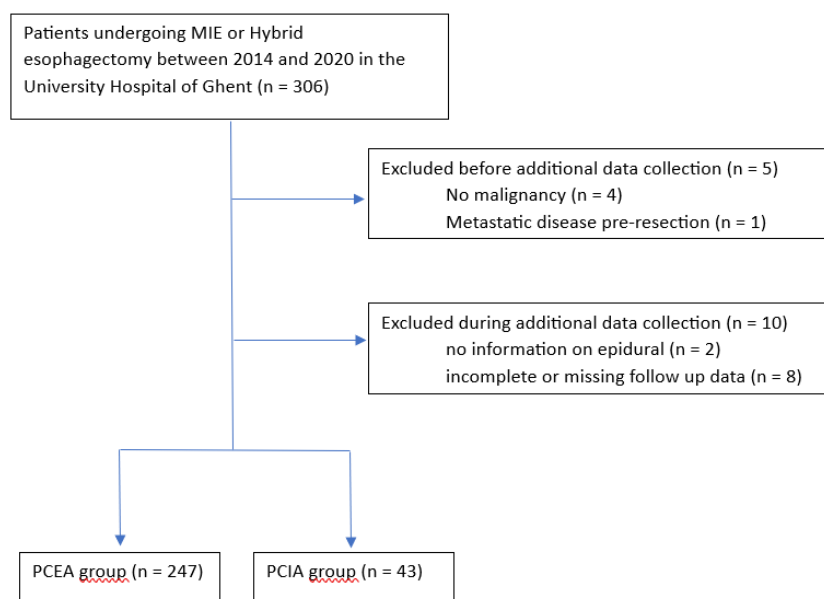 Patients undergoing MIE or Hybrid
esophagectomy between 2014 and 2020 in the
University Hospital of Ghent (n = 306)
Excluded before additional data collection (n = 5)
No malignancy (n = 4)
Metastatic disease pre-resection (n = 1)
Excluded during additional data collection (n = 10)
no information on epidural (n = 2)
incomplete or missing follow up data (n = 8)
PCEA group (n = 247)
PCIA group (n = 43)